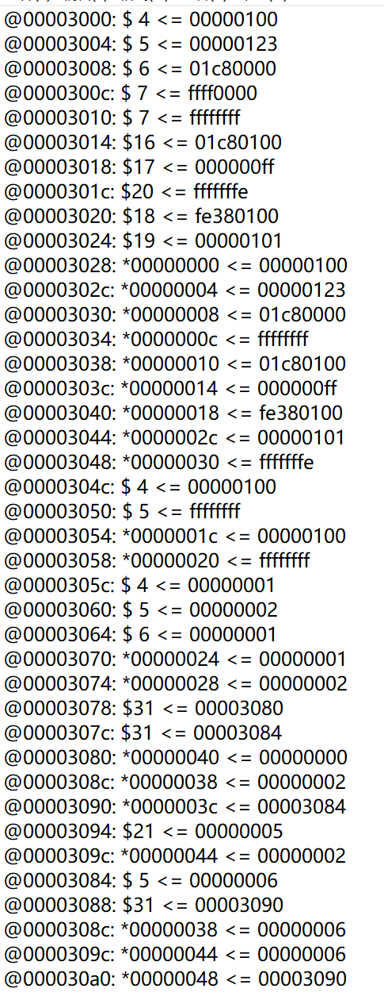 @00003000: $ 4 <= 00000100
@00003004: $ 5 <= 00000123
@00003008: $ 6 <= 01c80000
@0000300c: $ 7 <= ffff0000
@00003010: $ 7 <= ffffffff
@00003014: $16 <= 01c80100
@00003018: $17 <= 000000ff
@0000301c: $20 <= fffffffe
@00003020: $18 <= fe380100
@00003024: $19 <= 00000101
@00003028: *00000000 <= 00000100
@0000302c: *00000004 <= 00000123
@00003030: *00000008 <= 01c80000
@00003034: *0000000c <= ffffffff
@00003038: *00000010 <= 01c80100
@0000303c: *00000014 <= 000000ff
@00003040: *00000018 <= fe380100
@00003044: *0000002c <= 00000101
@00003048: *00000030 <= fffffffe
@0000304c: $ 4 <= 00000100
@00003050: $ 5 <= ffffffff
@00003054: *0000001c <= 00000100
@00003058: *00000020 <= ffffffff
@0000305c: $ 4 <= 00000001
@00003060: $ 5 <= 00000002
@00003064: $ 6 <= 00000001
@00003070: *00000024 <= 00000001
@00003074: *00000028 <= 00000002
@00003078: $31 <= 00003080
@0000307c: $31 <= 00003084
@00003080: *00000040 <= 00000000
@0000308c: *00000038 <= 00000002
@00003090: *0000003c <= 00003084
@00003094: $21 <= 00000005
@0000309c: *00000044 <= 00000002
@00003084: $ 5 <= 00000006
@00003088: $31 <= 00003090
@0000308c: *00000038 <= 00000006
@0000309c: *00000044 <= 00000006
@000030a0: *00000048 <= 00003090